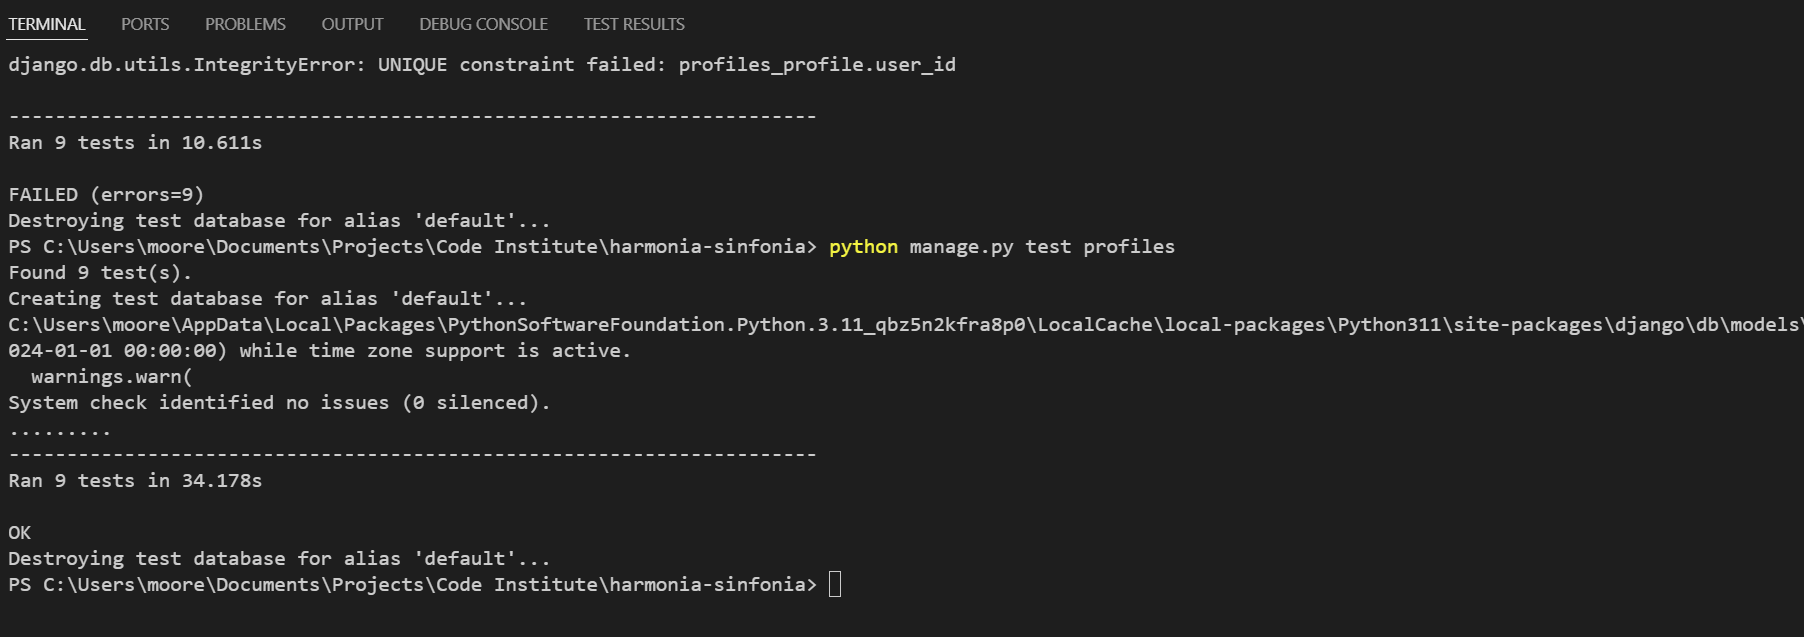 TERMINAL PORTS PROBLEMS OUTPUT DEBUG CONSOLE TEST RESULTS
django.db.utils.IntegrityError: UNIQUE constraint failed: profiles_profile.user_id
----------------------------------------------------------------------
Ran 9 tests in 10.611s
FAILED (errors=9)
Destroying test database for alias 'default'...
PS C:\Users\moore\Documents\Projects\Code Institute\harmonia-sinfonia> python manage.py test profiles
Found 9 test(s).
Creating test database for alias 'default'...
C:\Users\moore\AppData\Local\Packages\PythonSoftwareFoundation.Python.3.11_qbz5n2kfra8p0\LocalCache\local-packages\Python311\site-packages\django\db\models\
024-01-01 00:00:00) while time zone support is active.
  warnings.warn(
System check identified no issues (0 silenced).
.........
----------------------------------------------------------------------
Ran 9 tests in 34.178s
OK
Destroying test database for alias 'default'...
PS C:\Users\moore\Documents\Projects\Code Institute\harmonia-sinfonia>